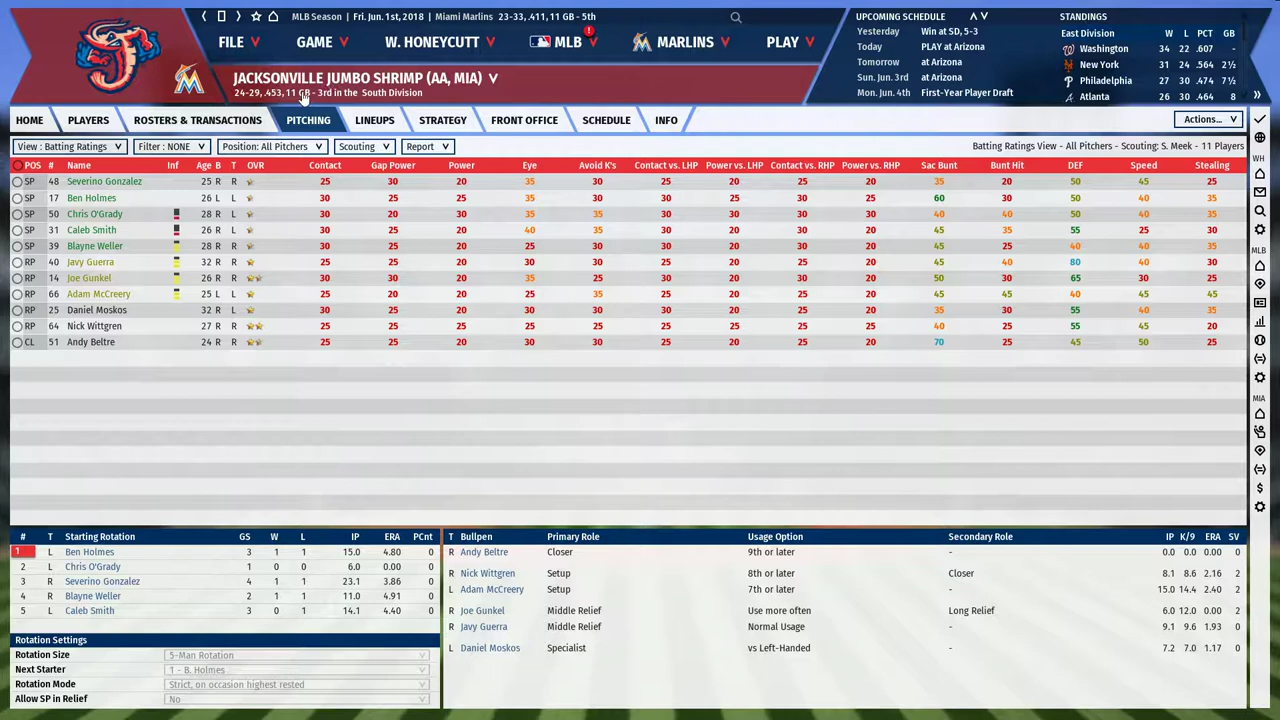 MLB Season | Fri. Jun. 1st, 2018 | Miami Marlins 23-33, .411, 11 GB - 5th
FILE GAME W. HONEYCUTT MLB MARLINS PLAY
JACKSONVILLE JUMBO SHRIMP (AA, MIA)
24-29, .453, 11 GB - 3rd in the South Division
UPCOMING SCHEDULE
Yesterday Win at SD, 5-3
Today PLAY at Arizona
Tomorrow at Arizona
Sun. Jun. 3rd at Arizona
Mon. Jun. 4th First-Year Player Draft
STANDINGS
East Division W L PCT GB
Washington 34 22 .607 -
New York 31 24 .564 2½
Philadelphia 27 30 .474 7½
Atlanta 26 30 .464 8
HOME PLAYERS ROSTERS & TRANSACTIONS PITCHING LINEUPS STRATEGY FRONT OFFICE SCHEDULE INFO Actions...
View : Batting Ratings Filter : NONE Position: All Pitchers Scouting Report Batting Ratings View - All Pitchers - Scouting: S. Meek - 11 Players
POS # Name Inf Age B T OVR Contact Gap Power Power Eye Avoid K's Contact vs. LHP Power vs. LHP Contact vs. RHP Power vs. RHP Sac Bunt Bunt Hit DEF Speed Stealing
SP 48 Severino Gonzalez 25 R R 25 30 20 35 30 25 20 25 20 35 20 50 45 25
SP 17 Ben Holmes 26 L L 30 25 20 35 30 30 25 30 20 60 30 50 40 35
SP 50 Chris O'Grady 28 R L 30 20 20 35 35 30 20 30 20 40 40 50 40 35
SP 31 Caleb Smith 26 R L 30 25 20 40 35 30 20 30 20 45 35 55 25 30
SP 39 Blayne Weller 28 R R 30 25 20 25 30 30 20 30 20 45 25 40 40 35
RP 40 Javy Guerra 32 R R 25 25 20 30 25 25 20 25 20 45 40 80 40 30
RP 14 Joe Gunkel 26 R R 30 30 20 35 25 30 20 30 20 50 30 65 30 25
RP 66 Adam McCreery 25 L L 25 20 20 25 35 25 20 25 20 45 45 40 45 45
RP 25 Daniel Moskos 32 R L 25 20 20 30 30 25 20 25 20 35 30 55 40 35
RP 64 Nick Wittgren 27 R R 25 25 20 25 25 25 20 25 20 40 25 55 45 20
CL 51 Andy Beltre 24 R R 25 25 20 30 30 25 20 25 20 70 25 45 50 25
# T Starting Rotation GS W L IP ERA PCnt
1 L Ben Holmes 3 1 1 15.0 4.80 0
2 L Chris O'Grady 1 0 0 6.0 0.00 0
3 R Severino Gonzalez 4 1 1 23.1 3.86 0
4 R Blayne Weller 2 1 1 11.0 4.91 0
5 L Caleb Smith 3 0 1 14.1 4.40 0
Rotation Settings
Rotation Size 5-Man Rotation
Next Starter 1 - B. Holmes
Rotation Mode Strict, on occasion highest rested
Allow SP in Relief No
T Bullpen Primary Role Usage Option Secondary Role IP K/9 ERA SV
R Andy Beltre Closer 9th or later - 0.0 0.0 0.00 0
R Nick Wittgren Setup 8th or later Closer 8.1 8.6 2.16 2
L Adam McCreery Setup 7th or later - 15.0 14.4 2.40 2
R Joe Gunkel Middle Relief Use more often Long Relief 6.0 12.0 0.00 2
R Javy Guerra Middle Relief Normal Usage - 9.1 9.6 1.93 0
L Daniel Moskos Specialist vs Left-Handed - 7.2 7.0 1.17 0
WH
MLB
MIA